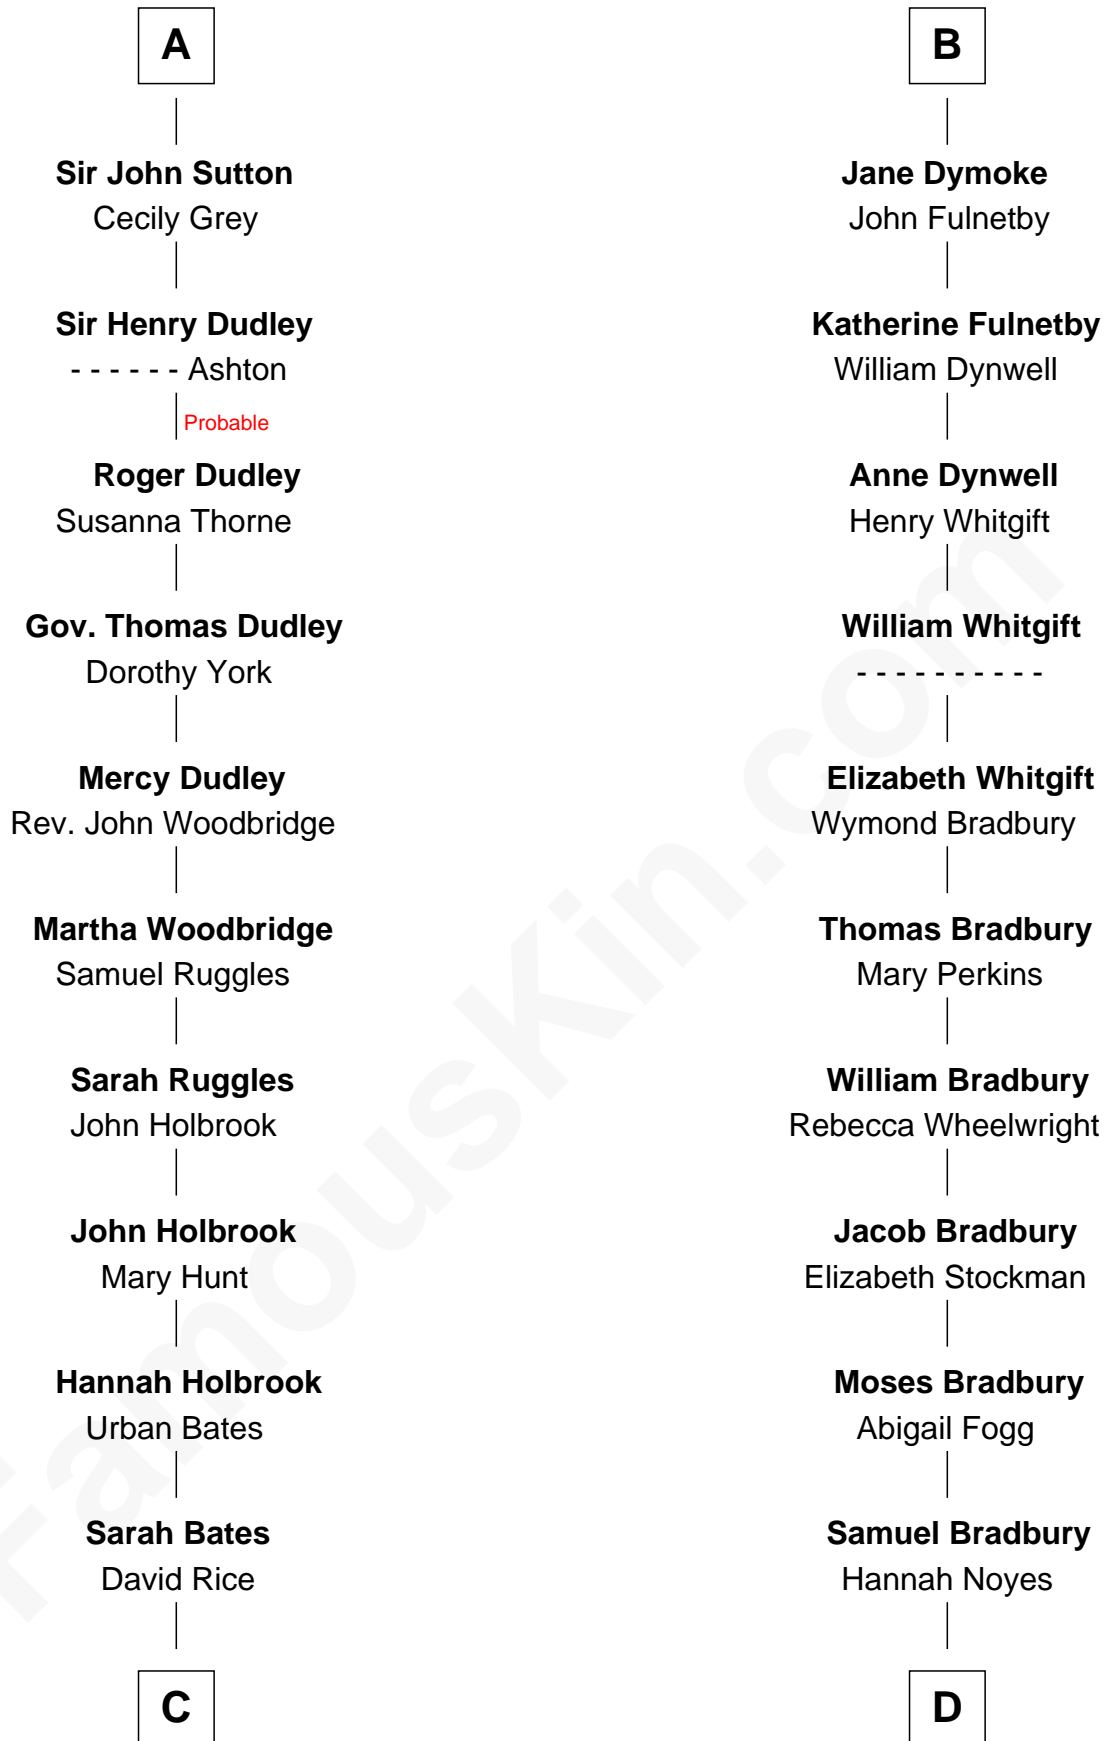 A
Sir John Sutton
Cecily Grey
Sir Henry Dudley
- - - - - - Ashton
Probable
Roger Dudley
Susanna Thorne
Gov. Thomas Dudley
Dorothy York
Mercy Dudley
Rev. John Woodbridge
Martha Woodbridge
Samuel Ruggles
Sarah Ruggles
John Holbrook
John Holbrook
Mary Hunt
Hannah Holbrook
Urban Bates
Sarah Bates
David Rice
C
B
Jane Dymoke
John Fulnetby
Katherine Fulnetby
William Dynwell
Anne Dynwell
Henry Whitgift
William Whitgift
- - - - - - - - - -
Elizabeth Whitgift
Wymond Bradbury
Thomas Bradbury
Mary Perkins
William Bradbury
Rebecca Wheelwright
Jacob Bradbury
Elizabeth Stockman
Moses Bradbury
Abigail Fogg
Samuel Bradbury
Hannah Noyes
D
FamousKin.com